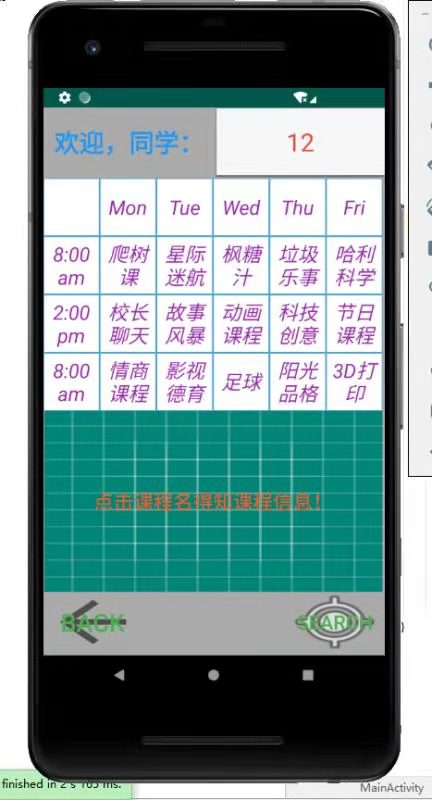 欢迎，同学：
12
Mon Tue Wed Thu Fri
8:00 am 爬树课 星际迷航 枫糖汁 垃圾乐事 哈利科学
2:00 pm 校长聊天 故事风暴 动画课程 科技创意 节日课程
8:00 am 情商课程 影视德育 足球 阳光品格 3D打印
点击课程名得知课程信息！
BACK
SEARCH
finished in 2 s 165 ms.
MainActivity